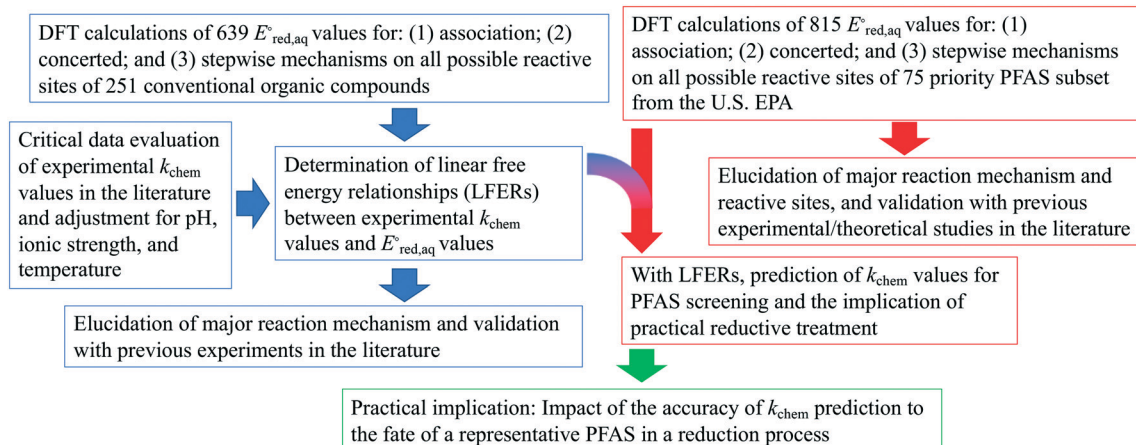 DFT calculations of 639 E°red,aq values for: (1) association; (2)
concerted; and (3) stepwise mechanisms on all possible reactive
sites of 251 conventional organic compounds
DFT calculations of 815 E°red,aq values for: (1)
association; (2) concerted; and (3) stepwise mechanisms
on all possible reactive sites of 75 priority PFAS subset
from the U.S. EPA
Critical data evaluation
of experimental kchem
values in the literature
and adjustment for pH,
ionic strength, and
temperature
Determination of linear free
energy relationships (LFERs)
between experimental kchem
values and E°red,aq values
Elucidation of major reaction mechanism and
reactive sites, and validation with previous
experimental/theoretical studies in the literature
With LFERs, prediction of kchem values for
PFAS screening and the implication of
practical reductive treatment
Elucidation of major reaction mechanism and validation
with previous experiments in the literature
Practical implication: Impact of the accuracy of kchem prediction to
the fate of a representative PFAS in a reduction process